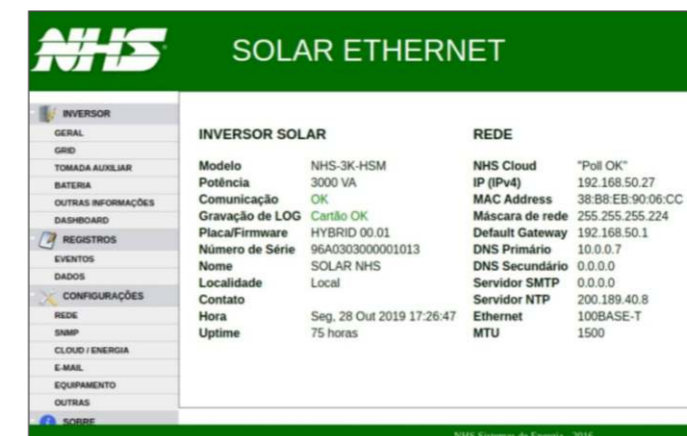 NHS
SOLAR ETHERNET
INVERSOR
GERAL
GRID
TOMADA AUXILIAR
BATERIA
OUTRAS INFORMAÇÕES
DASHBOARD
REGISTROS
EVENTOS
DADOS
CONFIGURAÇÕES
REDE
SNMP
CLOUD / ENERGIA
E-MAIL
EQUIPAMENTO
OUTRAS
SOBRE
INVERSOR SOLAR
Modelo NHS-3K-HSM
Potência 3000 VA
Comunicação OK
Gravação de LOG Cartão OK
Placa/Firmware HYBRID 00.01
Número de Série 96A0303000001013
Nome SOLAR NHS
Localidade Local
Contato
Hora Seg, 28 Out 2019 17:26:47
Uptime 75 horas
REDE
NHS Cloud "Poll OK"
IP (IPv4) 192.168.50.27
MAC Address 38:B8:EB:90:06:CC
Máscara de rede 255.255.255.224
Default Gateway 192.168.50.1
DNS Primário 10.0.0.7
DNS Secundário 0.0.0.0
Servidor SMTP 0.0.0.0
Servidor NTP 200.189.40.8
Ethernet 100BASE-T
MTU 1500
NHS Sistemas de Energia - 2016